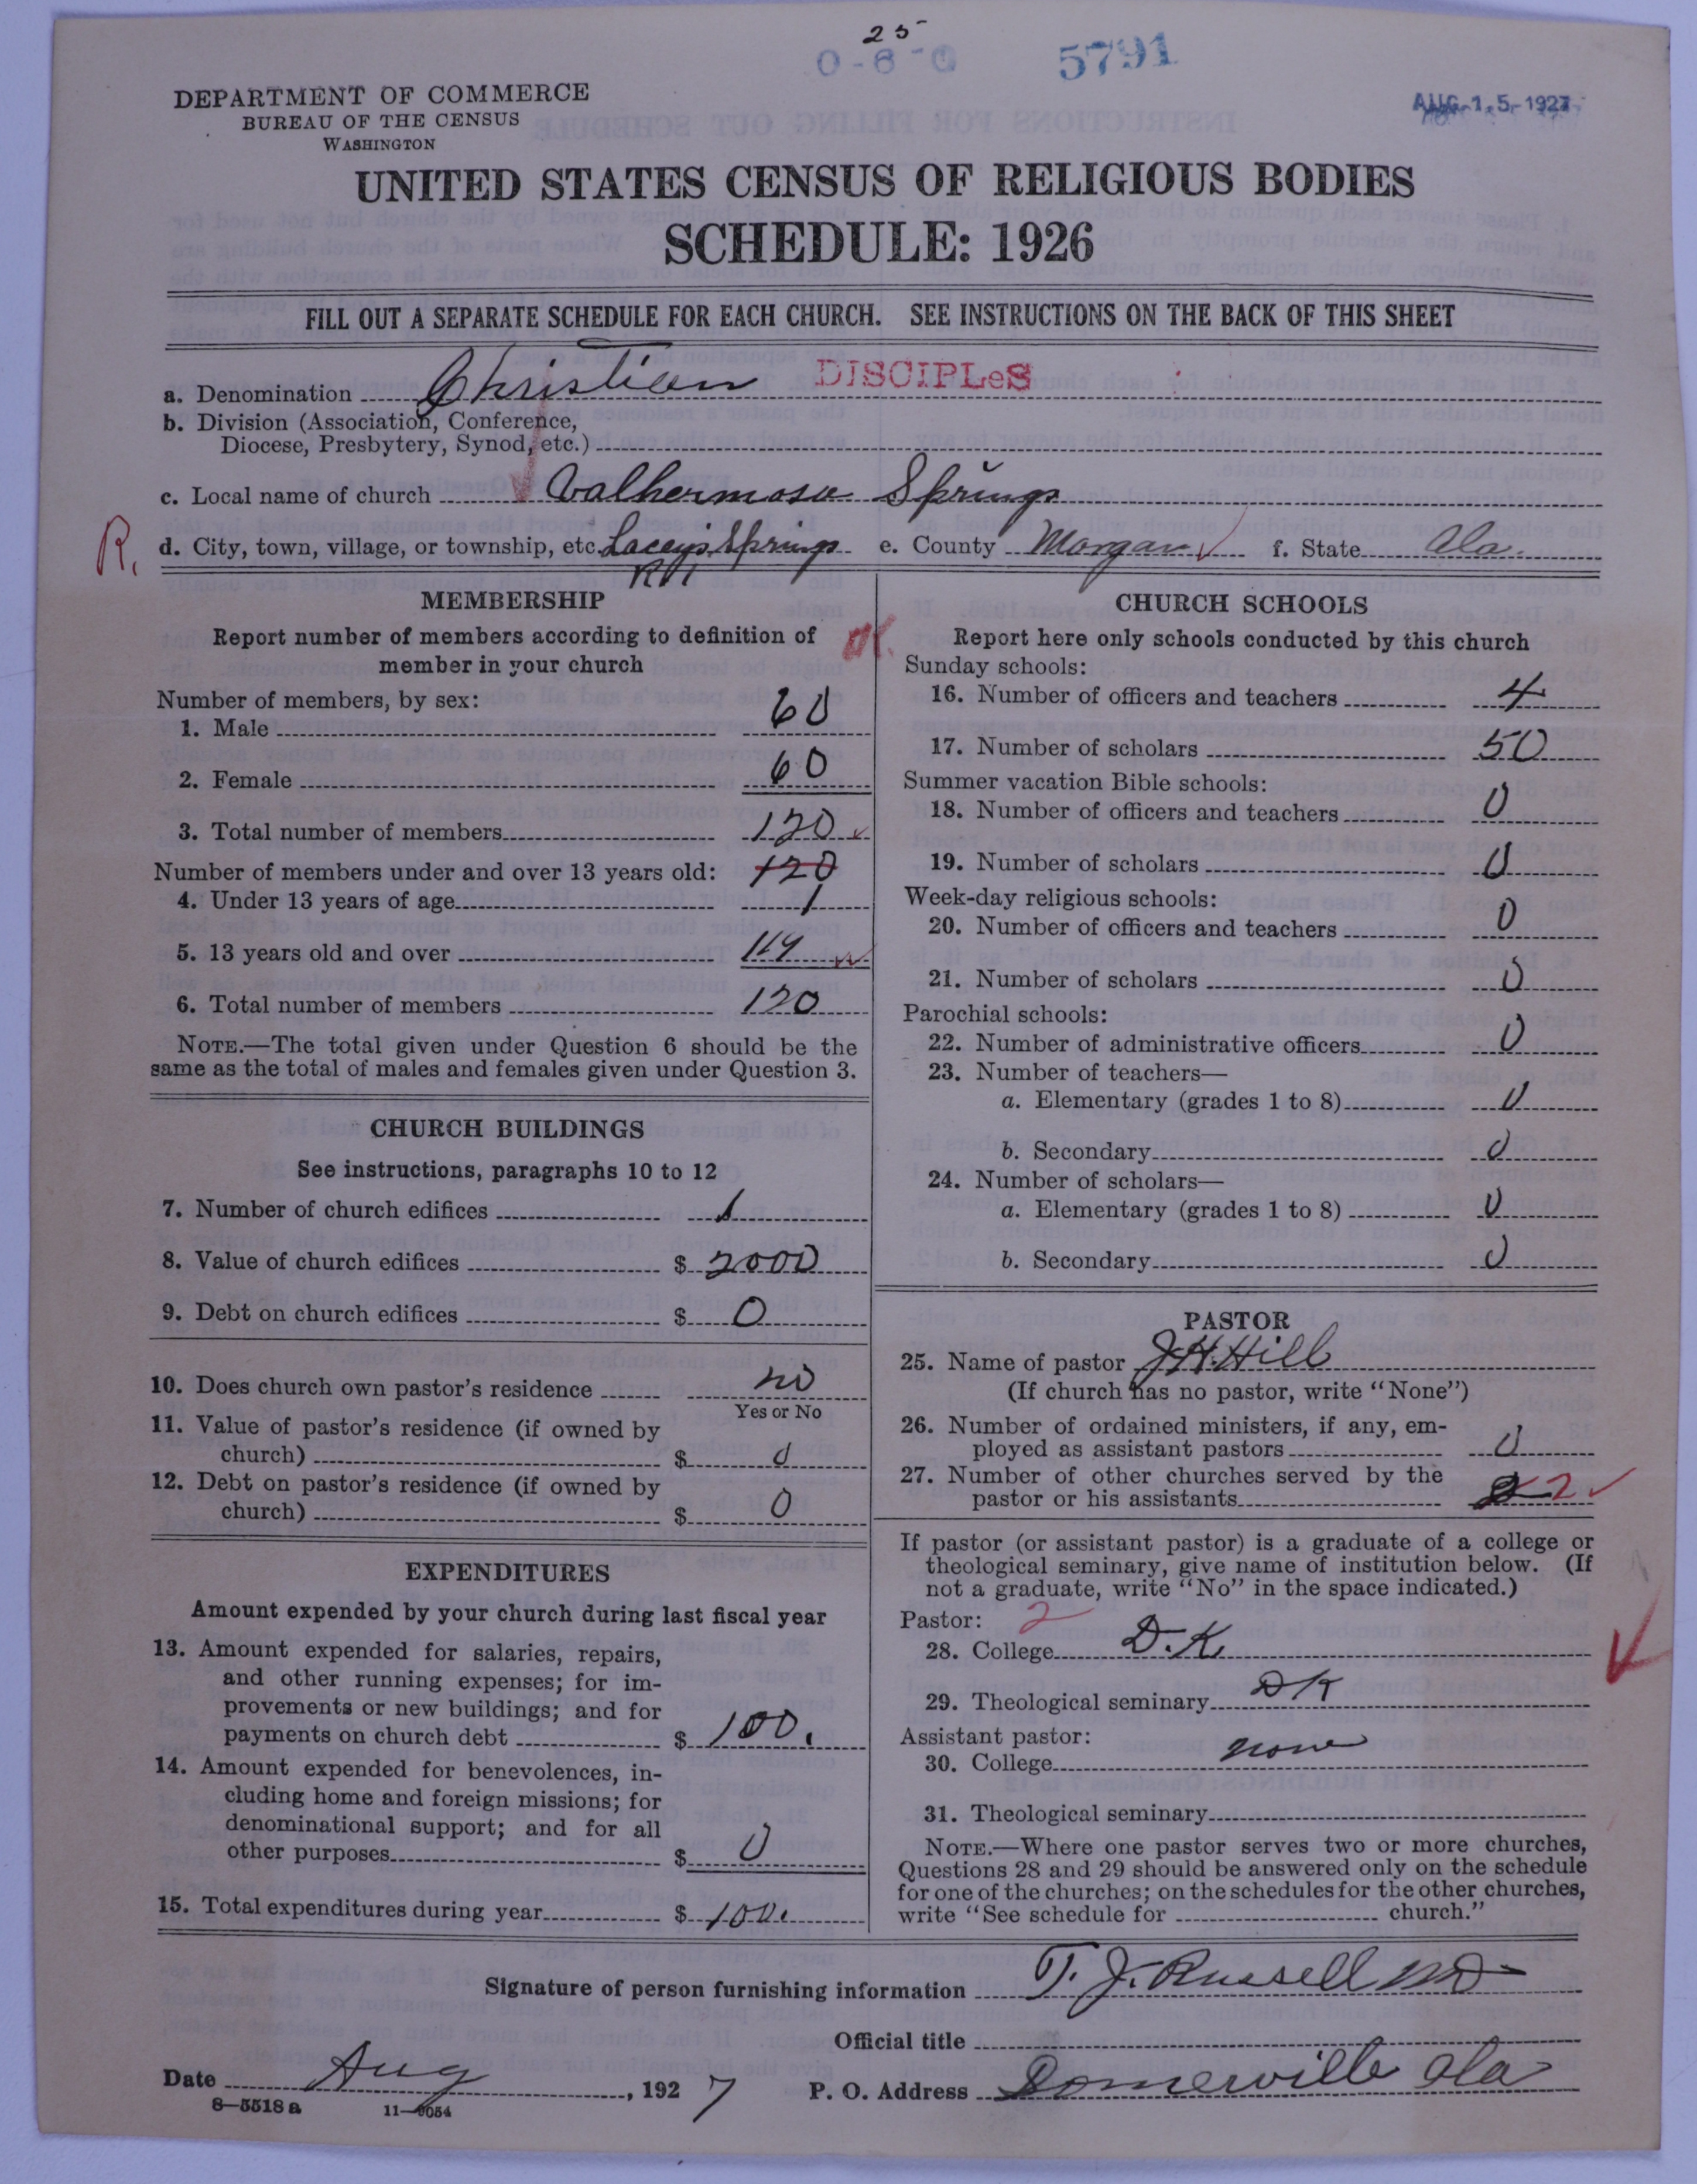 25
0-6-0 5791
DEPARTMENT OF COMMERCE
BUREAU OF THE CENSUS
WASHINGTON
AUG 15 1927
UNITED STATES CENSUS OF RELIGIOUS BODIES
SCHEDULE: 1926
FILL OUT A SEPARATE SCHEDULE FOR EACH CHURCH. SEE INSTRUCTIONS ON THE BACK OF THIS SHEET
a. Denomination Christian DISCIPLeS
b. Division (Association, Conference,
Diocese, Presbytery, Synod, etc.)
c. Local name of church Valhermosa Springs
R. d. City, town, village, or township, etc. Laceys Springs e. County Morgan f. State Ala.
R#1
MEMBERSHIP
Report number of members according to definition of
member in your church
OK.
Number of members, by sex:
1. Male 60
2. Female 60
3. Total number of members 120
Number of members under and over 13 years old: 120
4. Under 13 years of age 1
5. 13 years old and over 119
6. Total number of members 120
NOTE.—The total given under Question 6 should be the
same as the total of males and females given under Question 3.
CHURCH BUILDINGS
See instructions, paragraphs 10 to 12
7. Number of church edifices 1
8. Value of church edifices $ 2000
9. Debt on church edifices $ 0
10. Does church own pastor's residence no
Yes or No
11. Value of pastor's residence (if owned by
church) $ 0
12. Debt on pastor's residence (if owned by
church) $ 0
EXPENDITURES
Amount expended by your church during last fiscal year
13. Amount expended for salaries, repairs,
and other running expenses; for im-
provements or new buildings; and for
payments on church debt $ 100.
14. Amount expended for benevolences, in-
cluding home and foreign missions; for
denominational support; and for all
other purposes $ 0
15. Total expenditures during year $ 100.
CHURCH SCHOOLS
Report here only schools conducted by this church
Sunday schools:
16. Number of officers and teachers 4
17. Number of scholars 50
Summer vacation Bible schools:
18. Number of officers and teachers 0
19. Number of scholars 0
Week-day religious schools:
20. Number of officers and teachers 0
21. Number of scholars 0
Parochial schools:
22. Number of administrative officers 0
23. Number of teachers—
a. Elementary (grades 1 to 8) 0
b. Secondary 0
24. Number of scholars—
a. Elementary (grades 1 to 8) 0
b. Secondary 0
PASTOR
25. Name of pastor J.H. Hill
(If church has no pastor, write "None")
26. Number of ordained ministers, if any, em-
ployed as assistant pastors 0
27. Number of other churches served by the
pastor or his assistants 2
If pastor (or assistant pastor) is a graduate of a college or
theological seminary, give name of institution below. (If
not a graduate, write "No" in the space indicated.)
Pastor: 2
28. College D.K.
29. Theological seminary DK
Assistant pastor:
30. College none
31. Theological seminary
NOTE.—Where one pastor serves two or more churches,
Questions 28 and 29 should be answered only on the schedule
for one of the churches; on the schedules for the other churches,
write "See schedule for church."
Signature of person furnishing information T. J. Russell MD
Official title
Date Aug, 1927 P. O. Address Somerville Ala
8—5518 a 11—9054